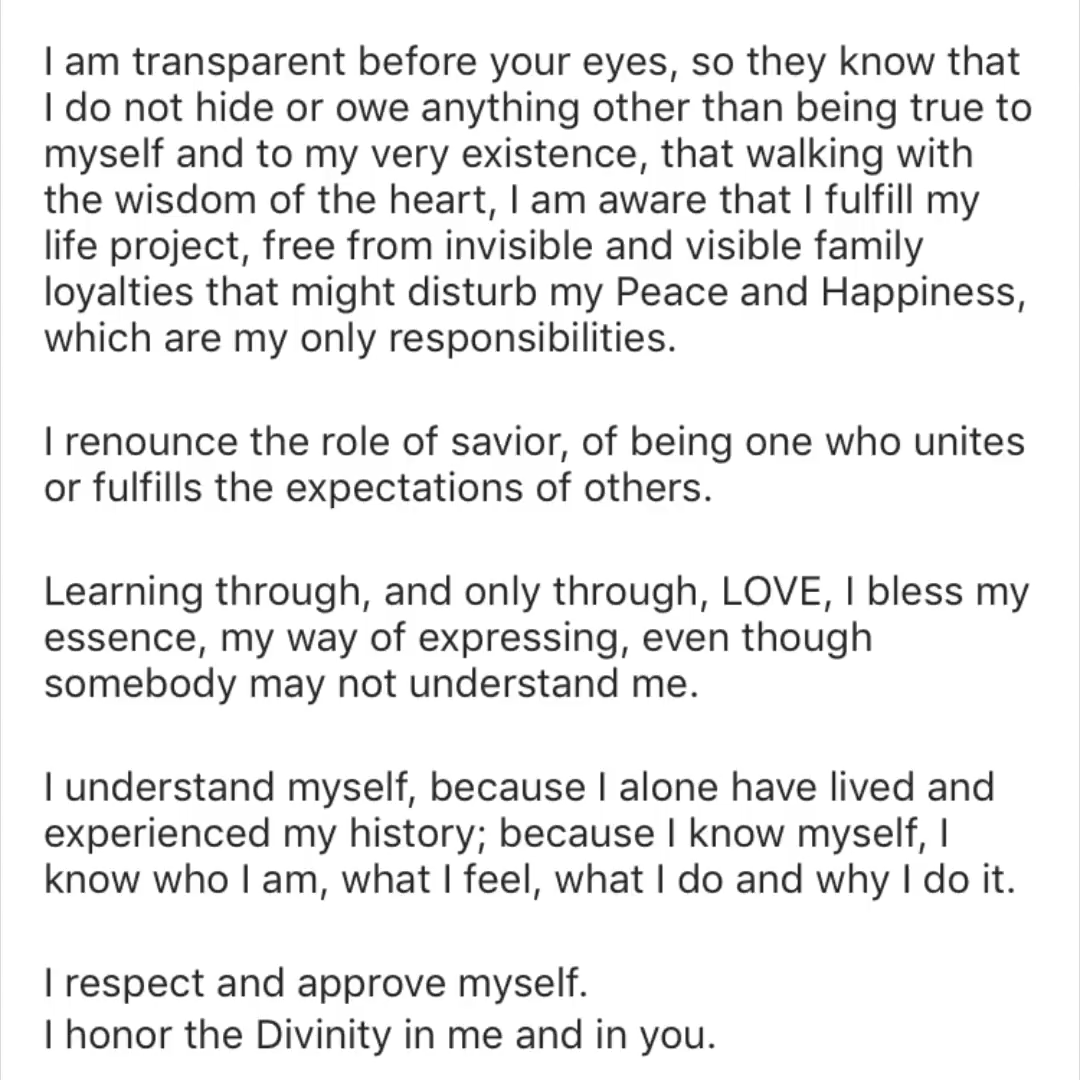 I am transparent before your eyes, so they know that
I do not hide or owe anything other than being true to
myself and to my very existence, that walking with
the wisdom of the heart, I am aware that I fulfill my
life project, free from invisible and visible family
loyalties that might disturb my Peace and Happiness,
which are my only responsibilities.
I renounce the role of savior, of being one who unites
or fulfills the expectations of others.
Learning through, and only through, LOVE, I bless my
essence, my way of expressing, even though
somebody may not understand me.
I understand myself, because I alone have lived and
experienced my history; because I know myself, I
know who I am, what I feel, what I do and why I do it.
I respect and approve myself.
I honor the Divinity in me and in you.